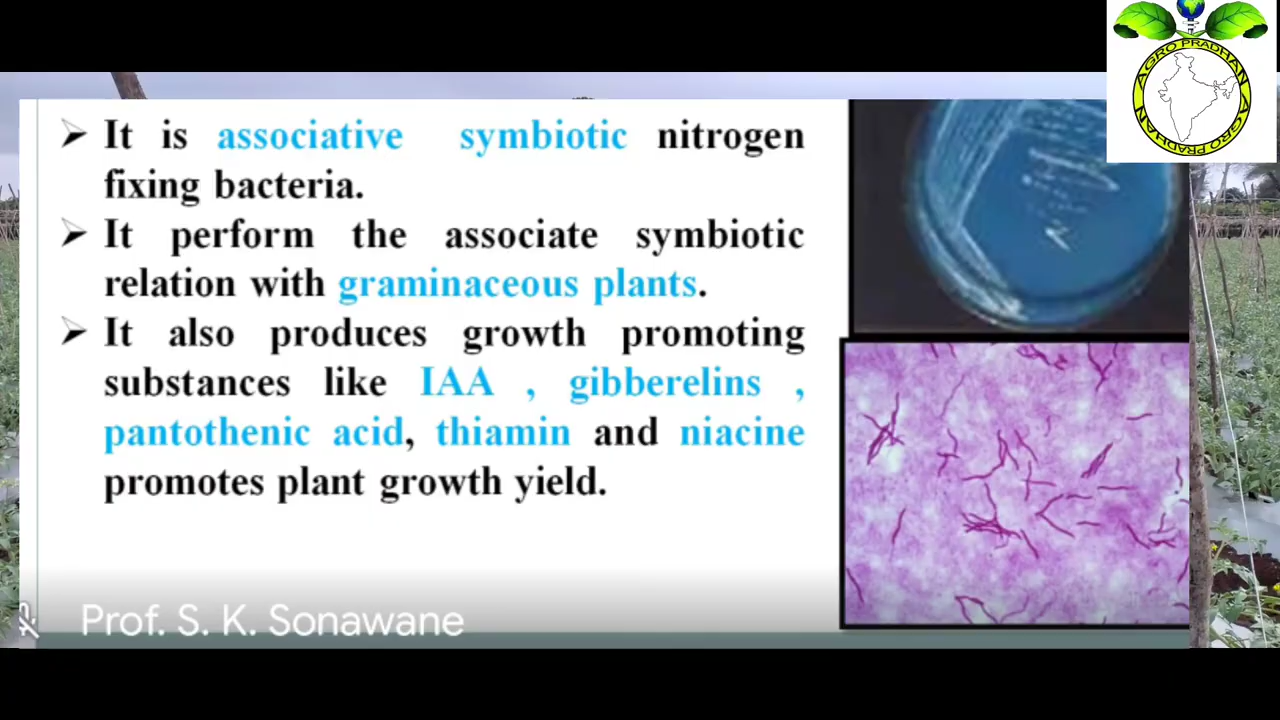 AGRO PRADHAN AGRO PRADHAN
➢ It is associative symbiotic nitrogen
fixing bacteria.
➢ It perform the associate symbiotic
relation with graminaceous plants.
➢ It also produces growth promoting
substances like IAA , gibberelins ,
pantothenic acid, thiamin and niacine
promotes plant growth yield.
Prof. S. K. Sonawane